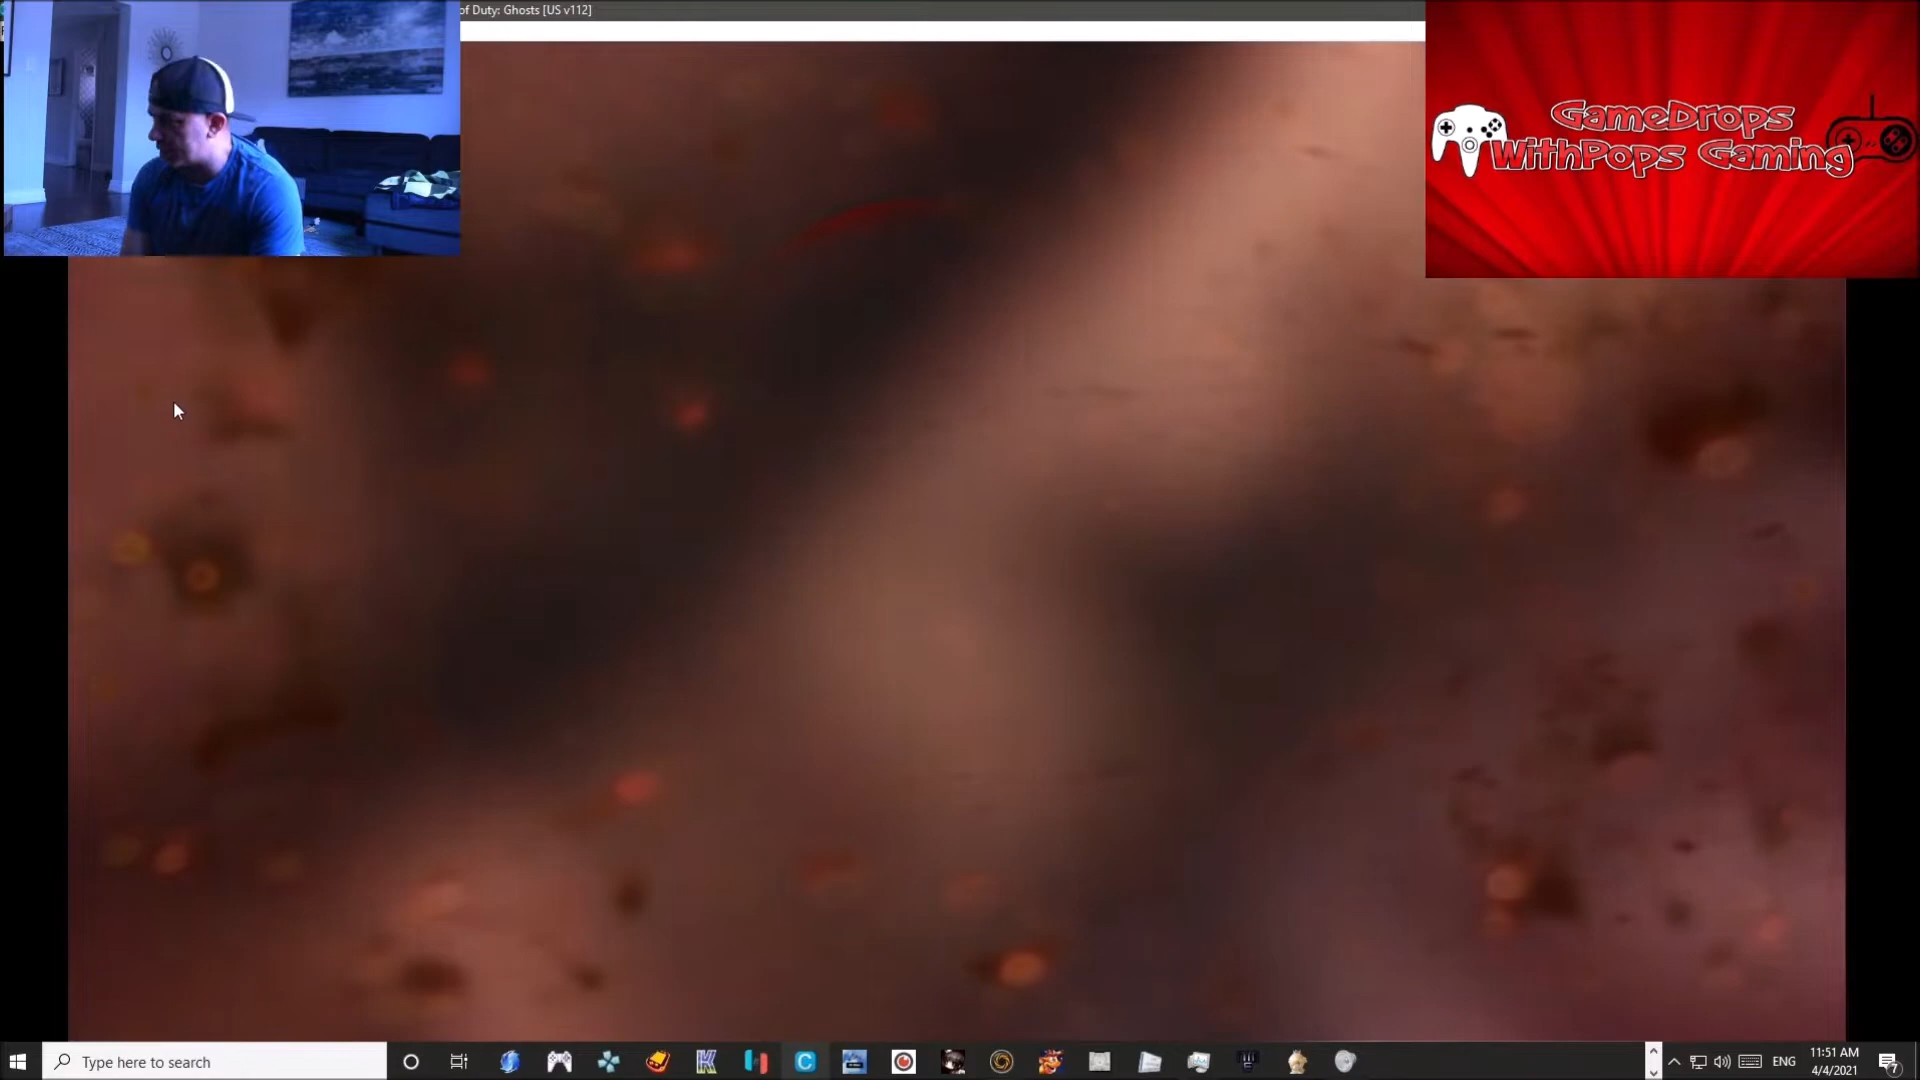 of Duty: Ghosts [US v112]
GameDrops
WithPops Gaming
Type here to search
ENG
11:51 AM
4/4/2021
7